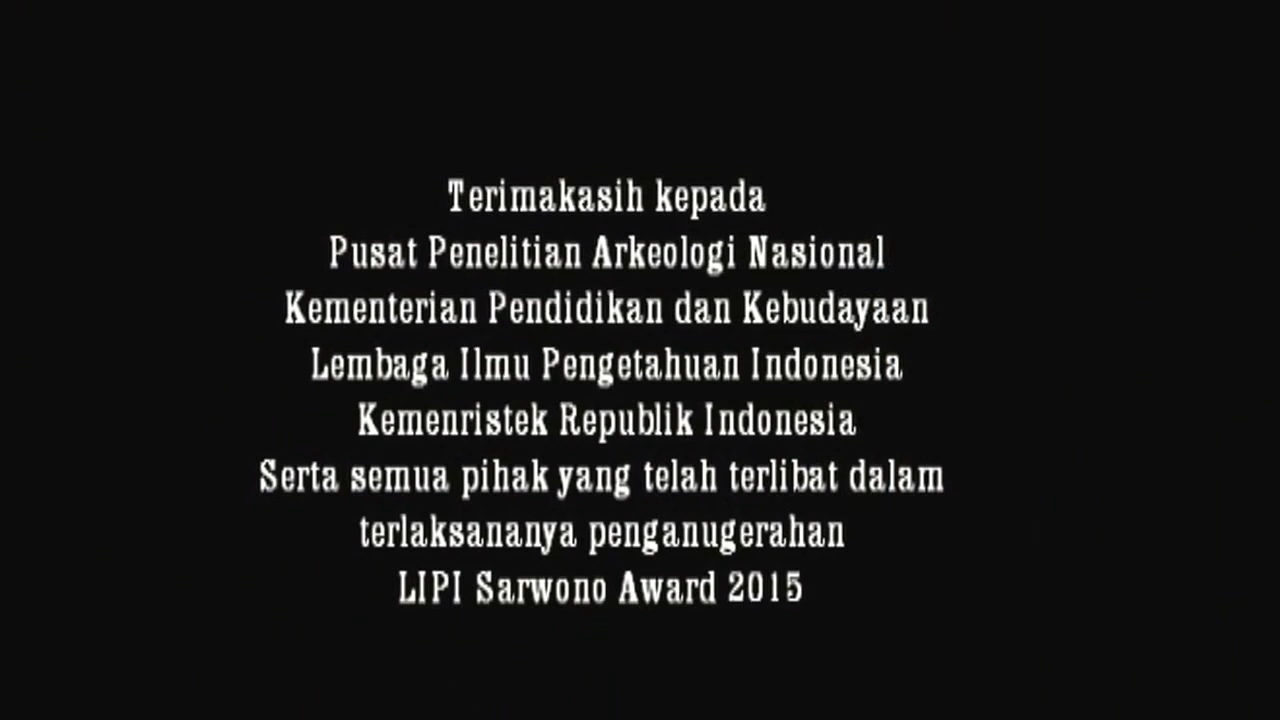 Terimakasih kepada
Pusat Penelitian Arkeologi Nasional
Kementerian Pendidikan dan Kebudayaan
Lembaga Ilmu Pengetahuan Indonesia
Kemenristek Republik Indonesia
Serta semua pihak yang telah terlibat dalam
terlaksananya penganugerahan
LIPI Sarwono Award 2015